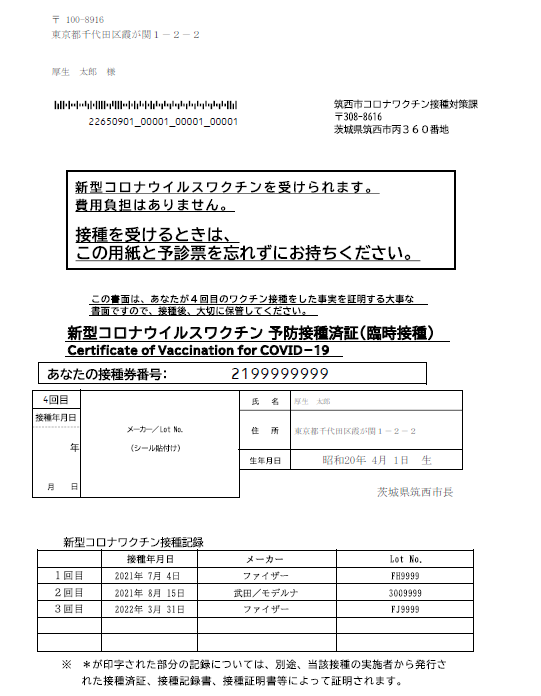 〒 100-8916
東京都千代田区霞が関１－２－２
厚生　太郎　様
22650901_00001_00001_00001
筑西市コロナワクチン接種対策課
〒308-8616
茨城県筑西市丙３６０番地
新型コロナウイルスワクチンを受けられます。
費用負担はありません。
接種を受けるときは、
この用紙と予診票を忘れずにお持ちください。
この書面は、あなたが４回目のワクチン接種をした事実を証明する大事な
書面ですので、接種後、大切に保管してください。
新型コロナウイルスワクチン 予防接種済証（臨時接種）
Certificate of Vaccination for COVID－19
あなたの接種券番号： 2199999999
4回目
接種年月日
年
月　日
メーカー／Lot No.
（シール貼付け）
氏　名 厚生　太郎
住　所 東京都千代田区霞が関１－２－２
生年月日 昭和20年 4月 1日　生
茨城県筑西市長
新型コロナワクチン接種記録
接種年月日 メーカー Lot No.
１回目 2021年 7月 4日 ファイザー FH9999
２回目 2021年 8月 15日 武田／モデルナ 3009999
３回目 2022年 3月 31日 ファイザー FJ9999
※　＊が印字された部分の記録については、別途、当該接種の実施者から発行さ
れた接種済証、接種記録書、接種証明書等によって証明されます。